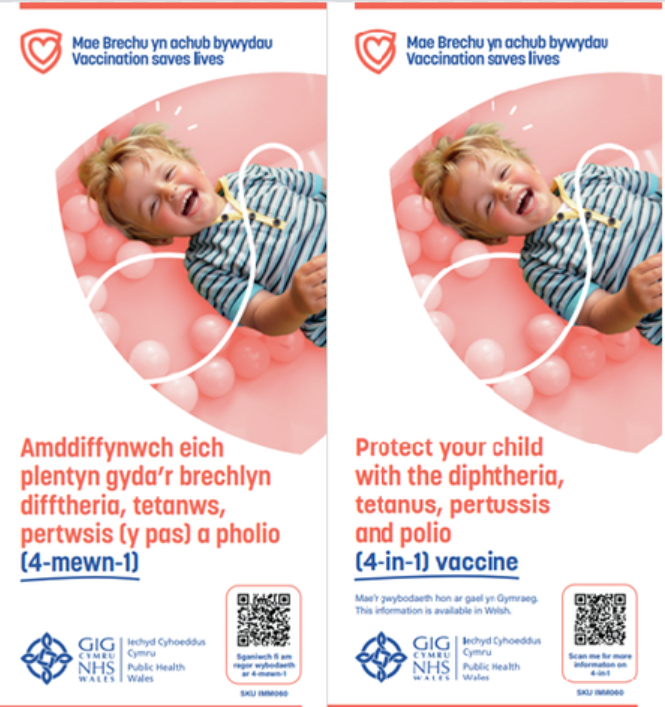 Mae Brechu yn achub bywydau
Vaccination saves lives
Amddiffynwch eich
plentyn gyda'r brechlyn
difftheria, tetanws,
pertwsis (y pas) a pholio
(4-mewn-1)
GIG
CYMRU
NHS
WALES
Iechyd Cyhoeddus
Cymru
Public Health
Wales
Sganiwch fi am
ragor wybodaeth
ar 4-mewn-1
SKU IMM060
Mae Brechu yn achub bywydau
Vaccination saves lives
Protect your child
with the diphtheria,
tetanus, pertussis
and polio
(4-in-1) vaccine
Mae'r gwybodaeth hon ar gael yn Gymraeg.
This information is available in Welsh.
GIG
CYMRU
NHS
WALES
Iechyd Cyhoeddus
Cymru
Public Health
Wales
Scan me for more
information on
4-in-1
SKU IMM060